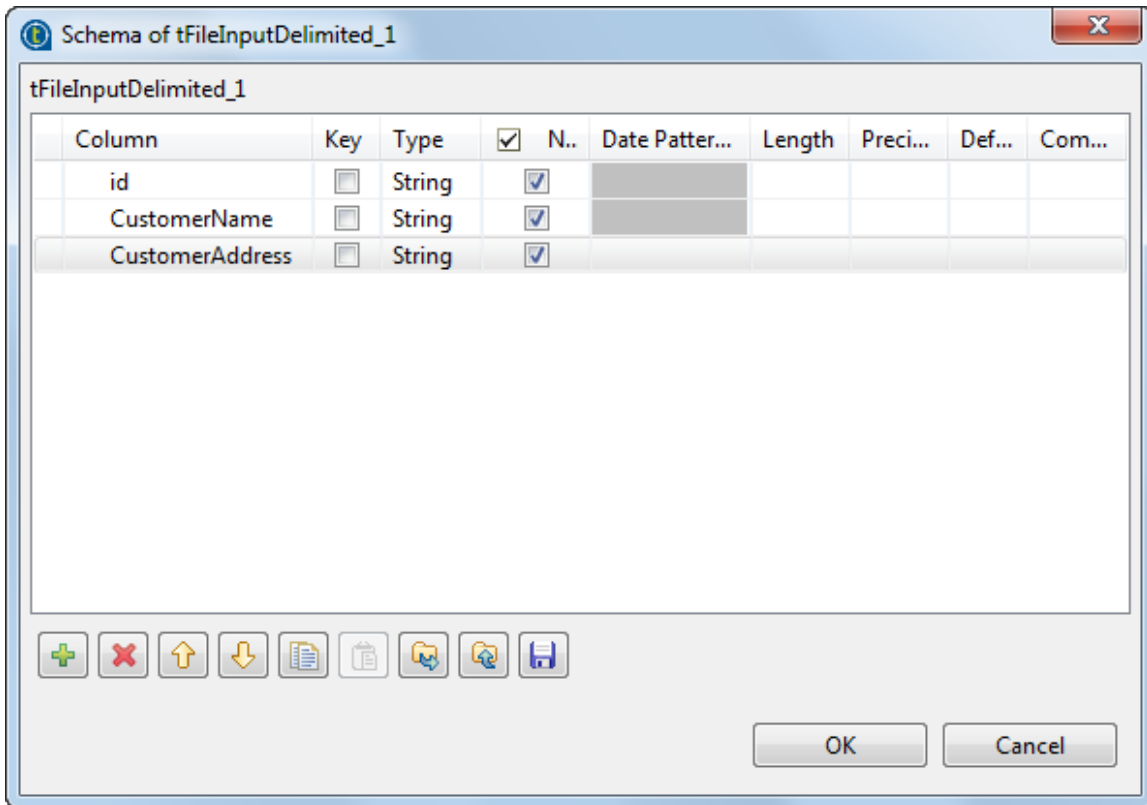 Schema of tFileInputDelimited_1
tFileInputDelimited_1
Column Key Type N.. Date Patter... Length Preci... Def... Com...
id String
CustomerName String
CustomerAddress String
OK Cancel